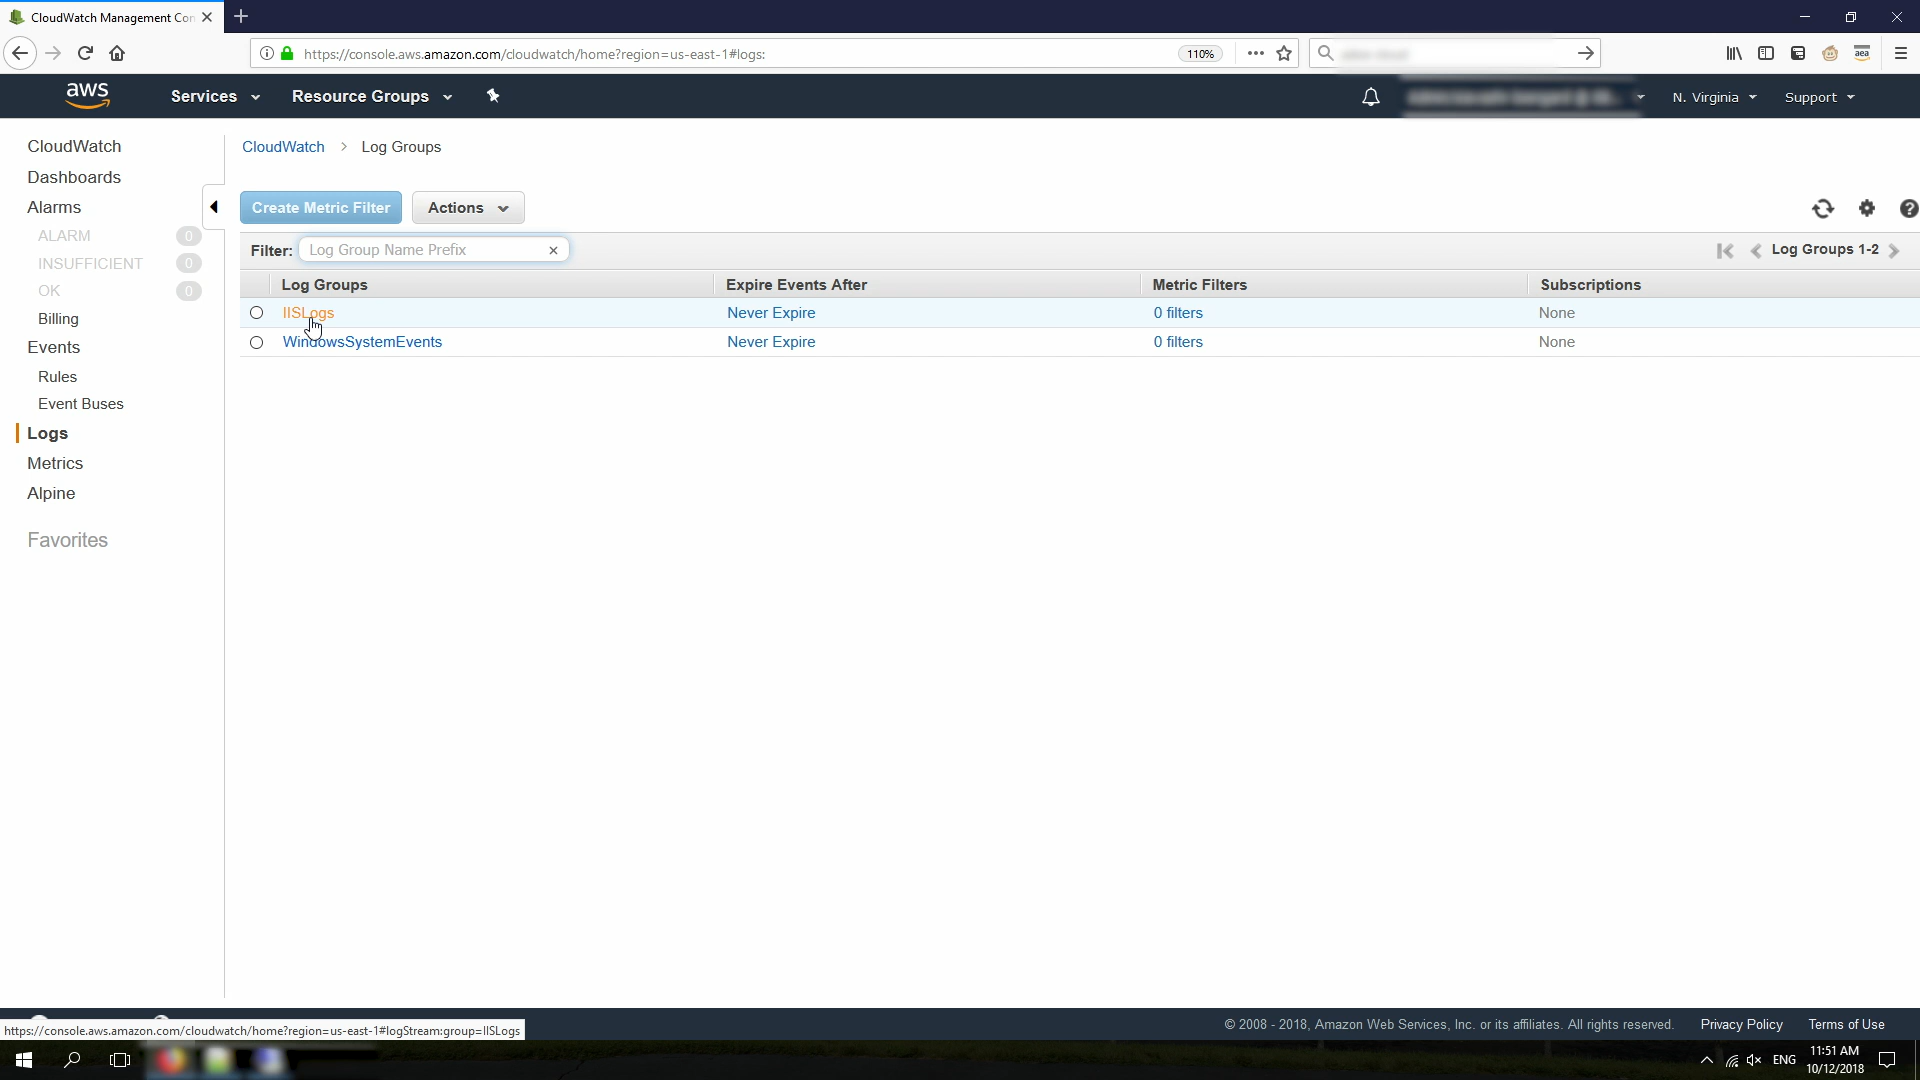 CloudWatch Management Con
https://console.aws.amazon.com/cloudwatch/home?region=us-east-1#logs:
110%
aws
Services
Resource Groups
N. Virginia
Support
CloudWatch
Dashboards
Alarms
ALARM 0
INSUFFICIENT 0
OK 0
Billing
Events
Rules
Event Buses
Logs
Metrics
Alpine
Favorites
CloudWatch > Log Groups
Create Metric Filter
Actions
Filter: Log Group Name Prefix
Log Groups 1-2
Log Groups Expire Events After Metric Filters Subscriptions
IISLogs Never Expire 0 filters None
WindowsSystemEvents Never Expire 0 filters None
https://console.aws.amazon.com/cloudwatch/home?region=us-east-1#logStream:group=IISLogs
© 2008 - 2018, Amazon Web Services, Inc. or its affiliates. All rights reserved. Privacy Policy Terms of Use
ENG
11:51 AM
10/12/2018
aea